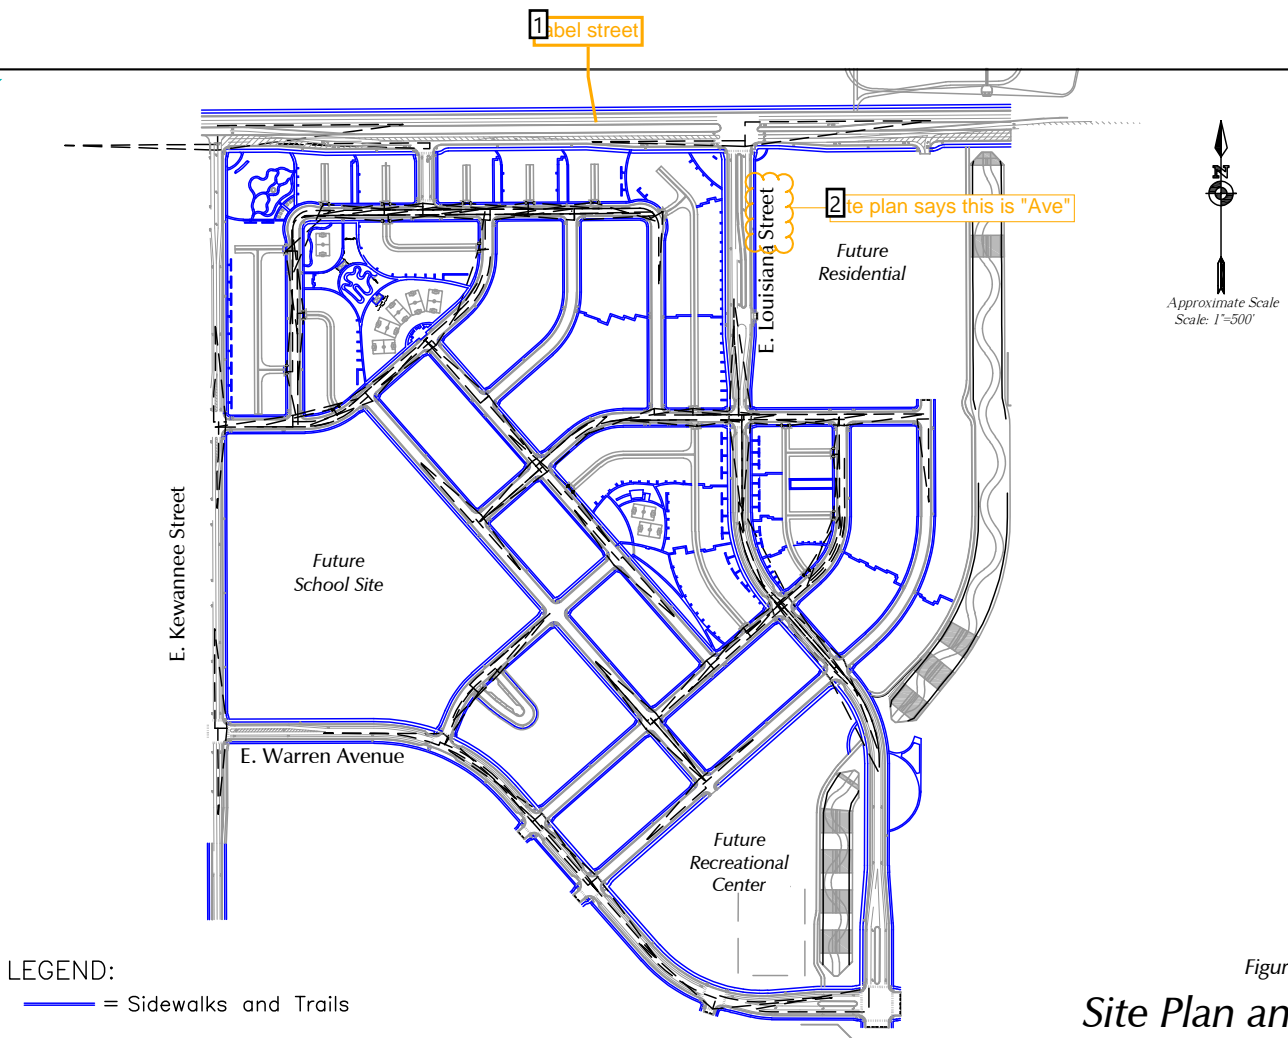 1
abel street
2
te plan says this is "Ave"
E. Louisiana Street
Future
Residential
N
Approximate Scale
Scale: 1"=500'
E. Kewannee Street
Future
School Site
E. Warren Avenue
Future
Recreational
Center
LEGEND:
= Sidewalks and Trails
Figur
Site Plan an